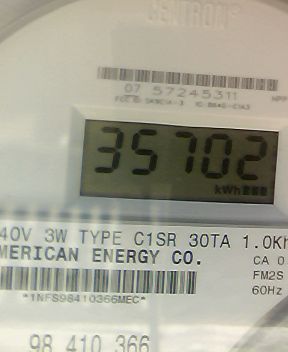 CENTRON®
07 57245311
35702
kWh
40V 3W TYPE C1SR 30TA 1.0Kh
MERICAN ENERGY CO.
CA 0
FM2S
60Hz
*1NFS98410366MEC*
98 410 366